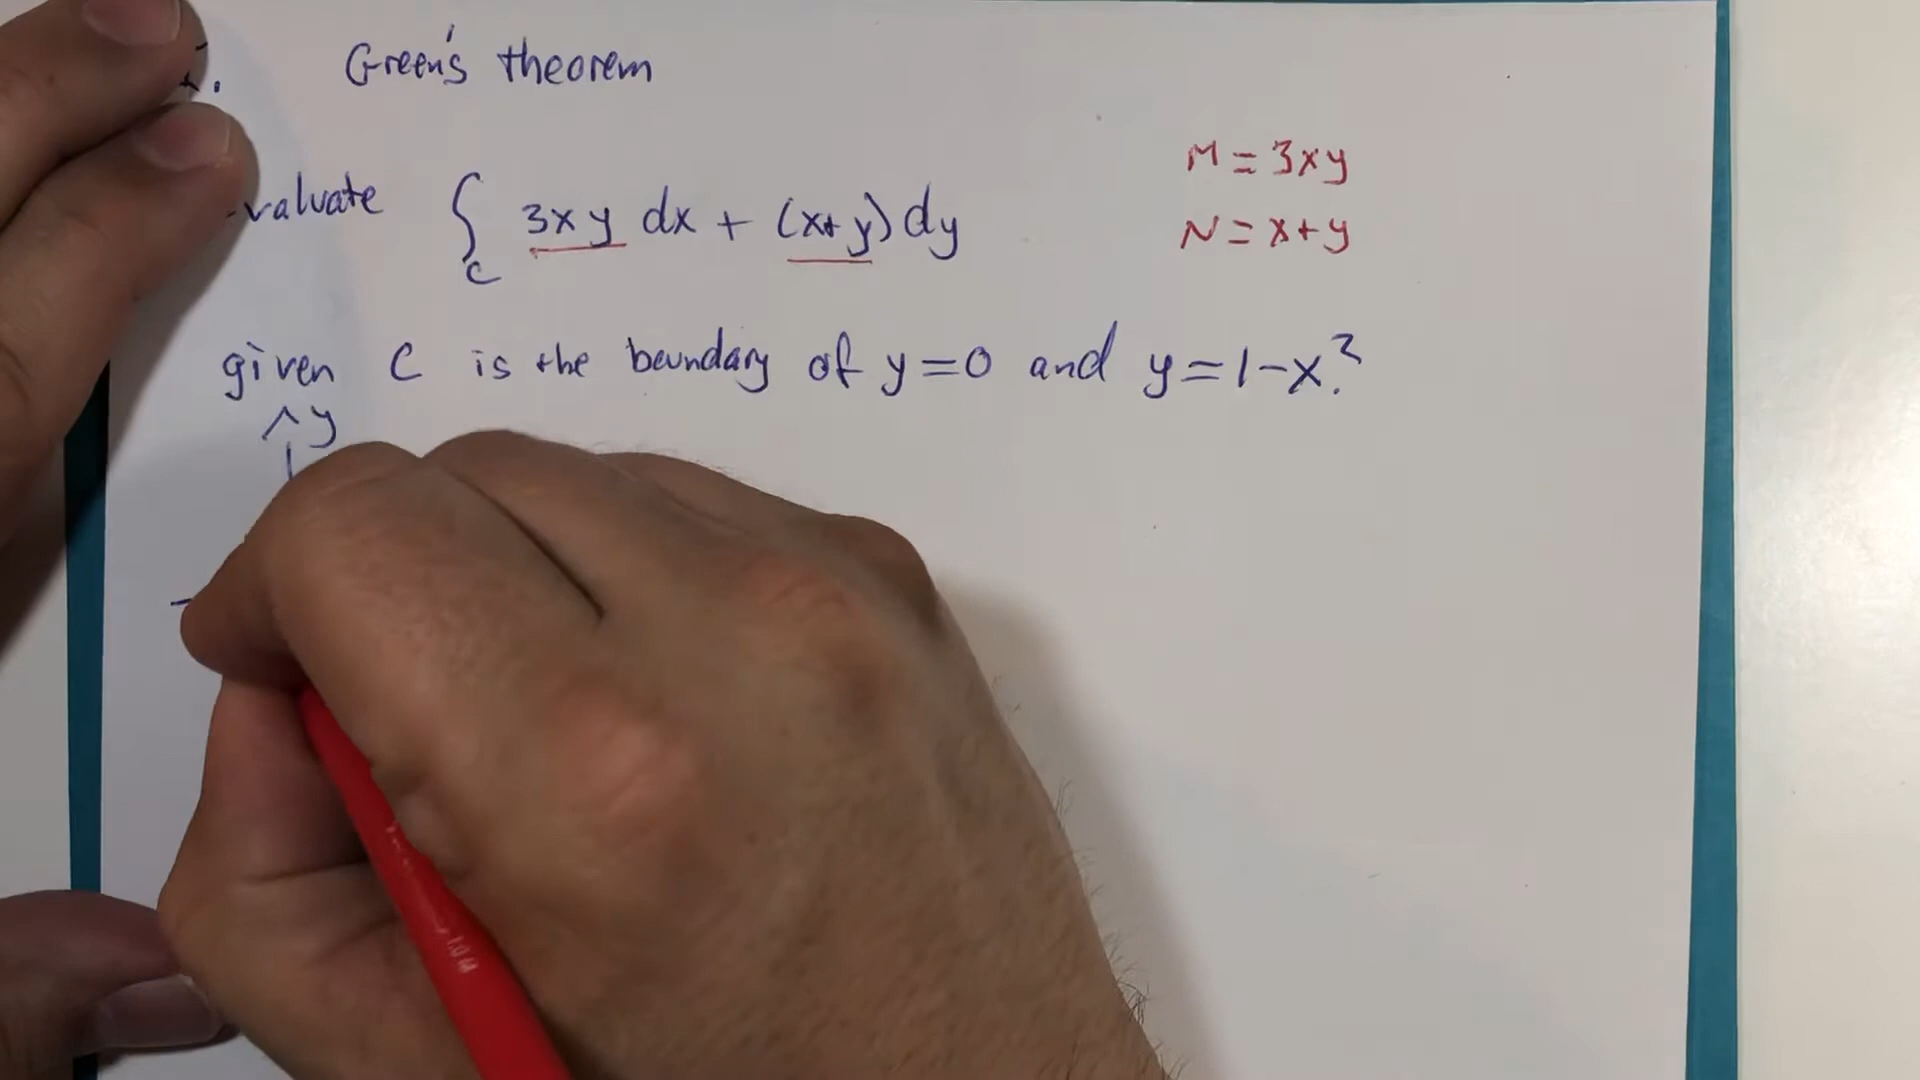 Green's theorem
valuate ∫_C 3xy dx + (x+y) dy
M = 3xy
N = x+y
given C is the boundary of y=0 and y=1-x².
y